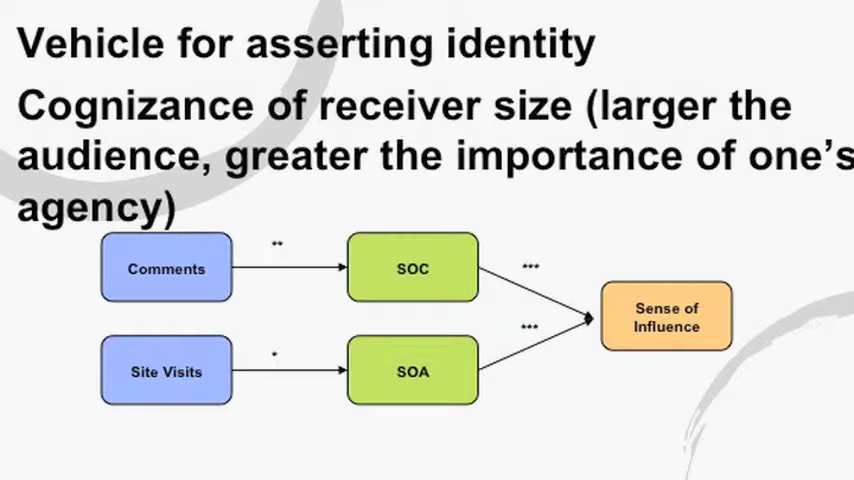 Vehicle for asserting identity
Cognizance of receiver size (larger the
audience, greater the importance of one’s
agency)
**
Comments
SOC
***
Sense of
Influence
***
*
Site Visits
SOA